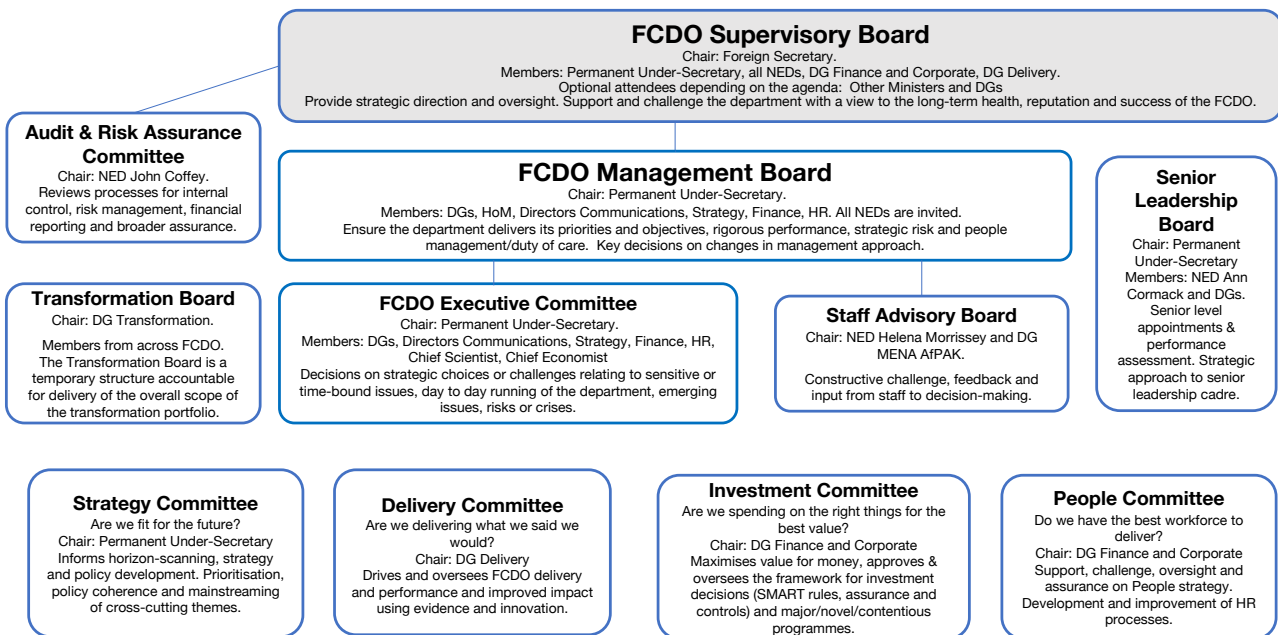 FCDO Supervisory Board
Chair: Foreign Secretary.
Members: Permanent Under-Secretary, all NEDs, DG Finance and Corporate, DG Delivery.
Optional attendees depending on the agenda: Other Ministers and DGs
Provide strategic direction and oversight. Support and challenge the department with a view to the long-term health, reputation and success of the FCDO.
Audit & Risk Assurance
Committee
Chair: NED John Coffey.
Reviews processes for internal
control, risk management, financial
reporting and broader assurance.
FCDO Management Board
Chair: Permanent Under-Secretary.
Members: DGs, HoM, Directors Communications, Strategy, Finance, HR. All NEDs are invited.
Ensure the department delivers its priorities and objectives, rigorous performance, strategic risk and people
management/duty of care. Key decisions on changes in management approach.
Senior
Leadership
Board
Chair: Permanent
Under-Secretary
Members: NED Ann
Cormack and DGs.
Senior level
appointments &
performance
assessment. Strategic
approach to senior
leadership cadre.
Transformation Board
Chair: DG Transformation.
Members from across FCDO.
The Transformation Board is a
temporary structure accountable
for delivery of the overall scope of
the transformation portfolio.
FCDO Executive Committee
Chair: Permanent Under-Secretary.
Members: DGs, Directors Communications, Strategy, Finance, HR,
Chief Scientist, Chief Economist
Decisions on strategic choices or challenges relating to sensitive or
time-bound issues, day to day running of the department, emerging
issues, risks or crises.
Staff Advisory Board
Chair: NED Helena Morrissey and DG
MENA AfPAK.
Constructive challenge, feedback and
input from staff to decision-making.
Strategy Committee
Are we fit for the future?
Chair: Permanent Under-Secretary
Informs horizon-scanning, strategy
and policy development. Prioritisation,
policy coherence and mainstreaming
of cross-cutting themes.
Delivery Committee
Are we delivering what we said we
would?
Chair: DG Delivery
Drives and oversees FCDO delivery
and performance and improved impact
using evidence and innovation.
Investment Committee
Are we spending on the right things for the
best value?
Chair: DG Finance and Corporate
Maximises value for money, approves &
oversees the framework for investment
decisions (SMART rules, assurance and
controls) and major/novel/contentious
programmes.
People Committee
Do we have the best workforce to
deliver?
Chair: DG Finance and Corporate
Support, challenge, oversight and
assurance on People strategy.
Development and improvement of HR
processes.